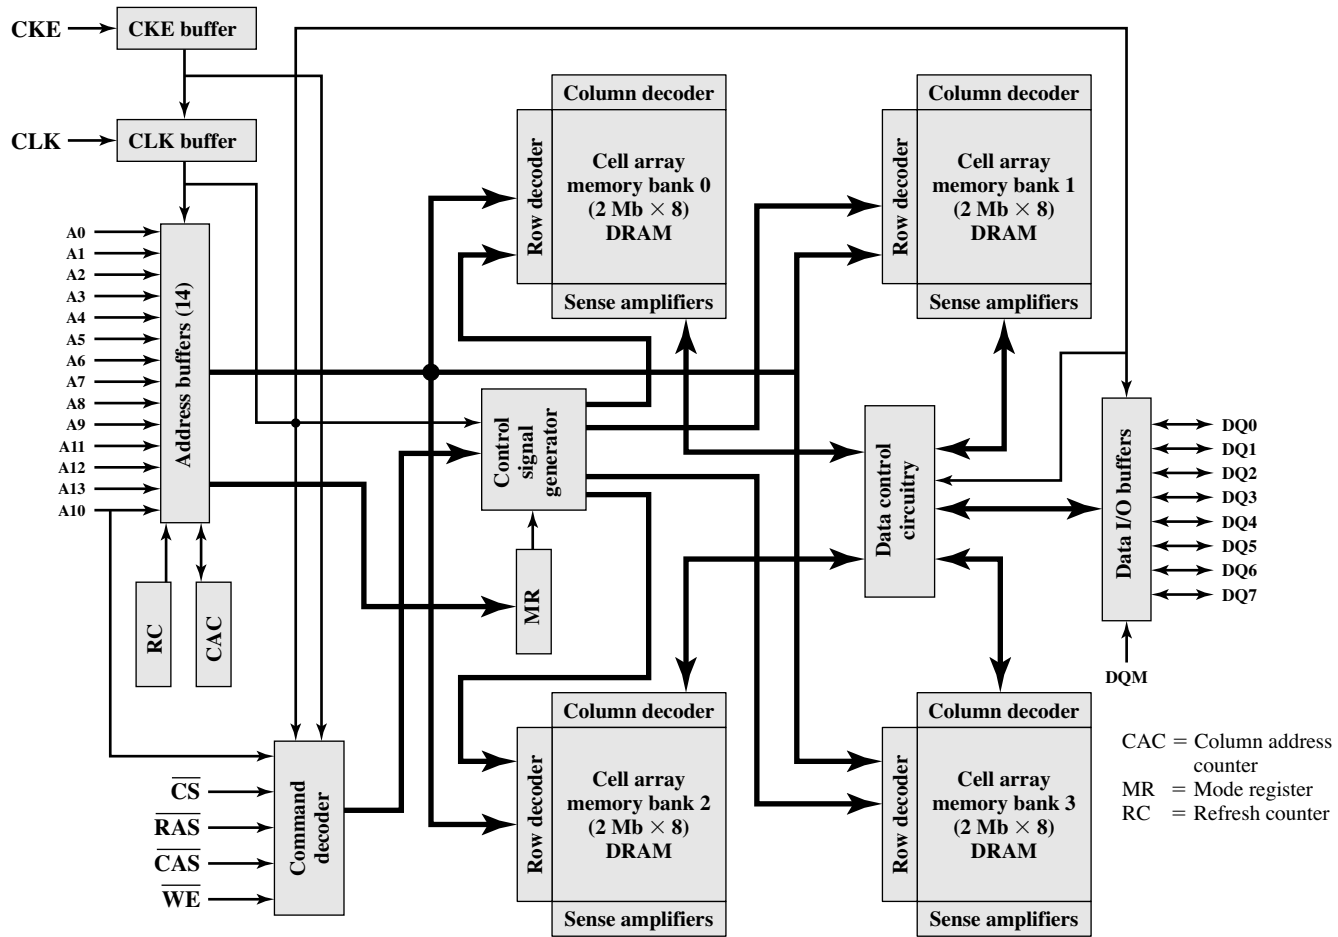 CKE
CKE buffer
CLK
CLK buffer
A0
A1
A2
A3
A4
A5
A6
A7
A8
A9
A11
A12
A13
A10
Address buffers (14)
RC
CAC
CS
RAS
CAS
WE
Command
decoder
Control
signal
generator
MR
Column decoder
Row decoder
Cell array
memory bank 0
(2 Mb × 8)
DRAM
Sense amplifiers
Column decoder
Row decoder
Cell array
memory bank 1
(2 Mb × 8)
DRAM
Sense amplifiers
Data control
circuitry
Data I/O buffers
DQ0
DQ1
DQ2
DQ3
DQ4
DQ5
DQ6
DQ7
DQM
Column decoder
Row decoder
Cell array
memory bank 2
(2 Mb × 8)
DRAM
Sense amplifiers
Column decoder
Row decoder
Cell array
memory bank 3
(2 Mb × 8)
DRAM
Sense amplifiers
CAC = Column address
counter
MR = Mode register
RC = Refresh counter